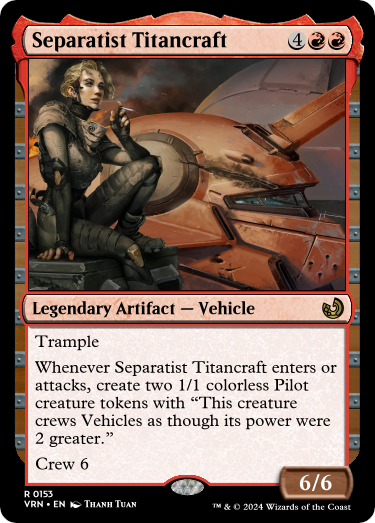 Separatist Titancraft 4
Legendary Artifact — Vehicle
Trample
Whenever Separatist Titancraft enters or
attacks, create two 1/1 colorless Pilot
creature tokens with “This creature
crews Vehicles as though its power were
2 greater.”
Crew 6
6/6
R 0153
VRN • EN THANH TUAN
™ & © 2024 Wizards of the Coast